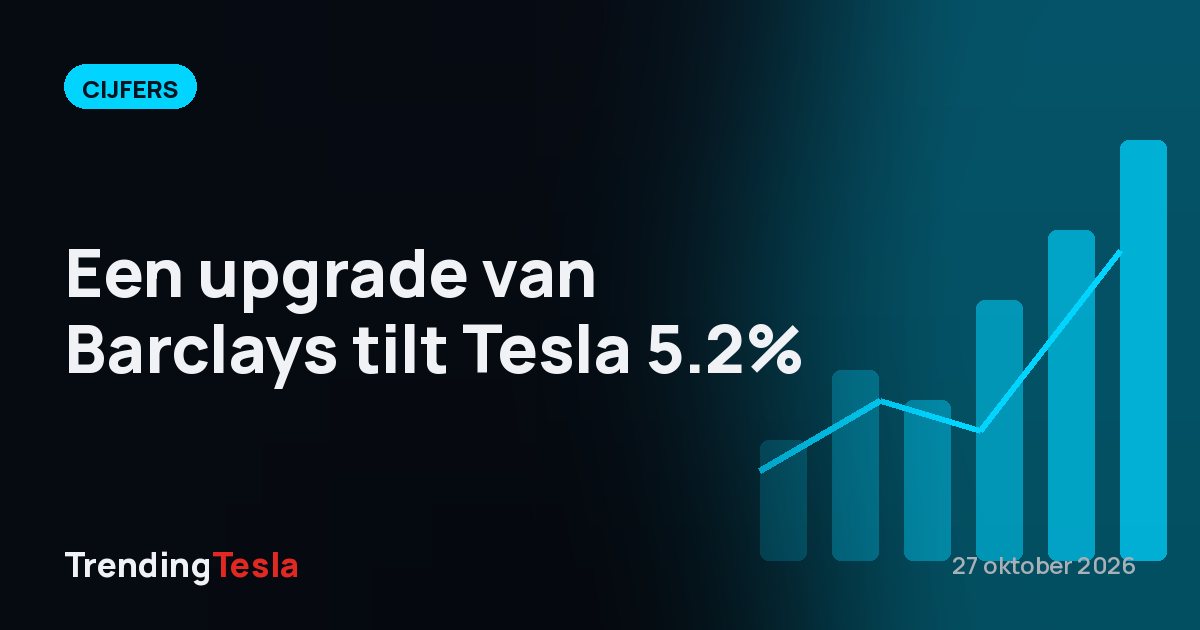 CIJFERS
Een upgrade van
Barclays tilt Tesla 5.2%
TrendingTesla
27 oktober 2026